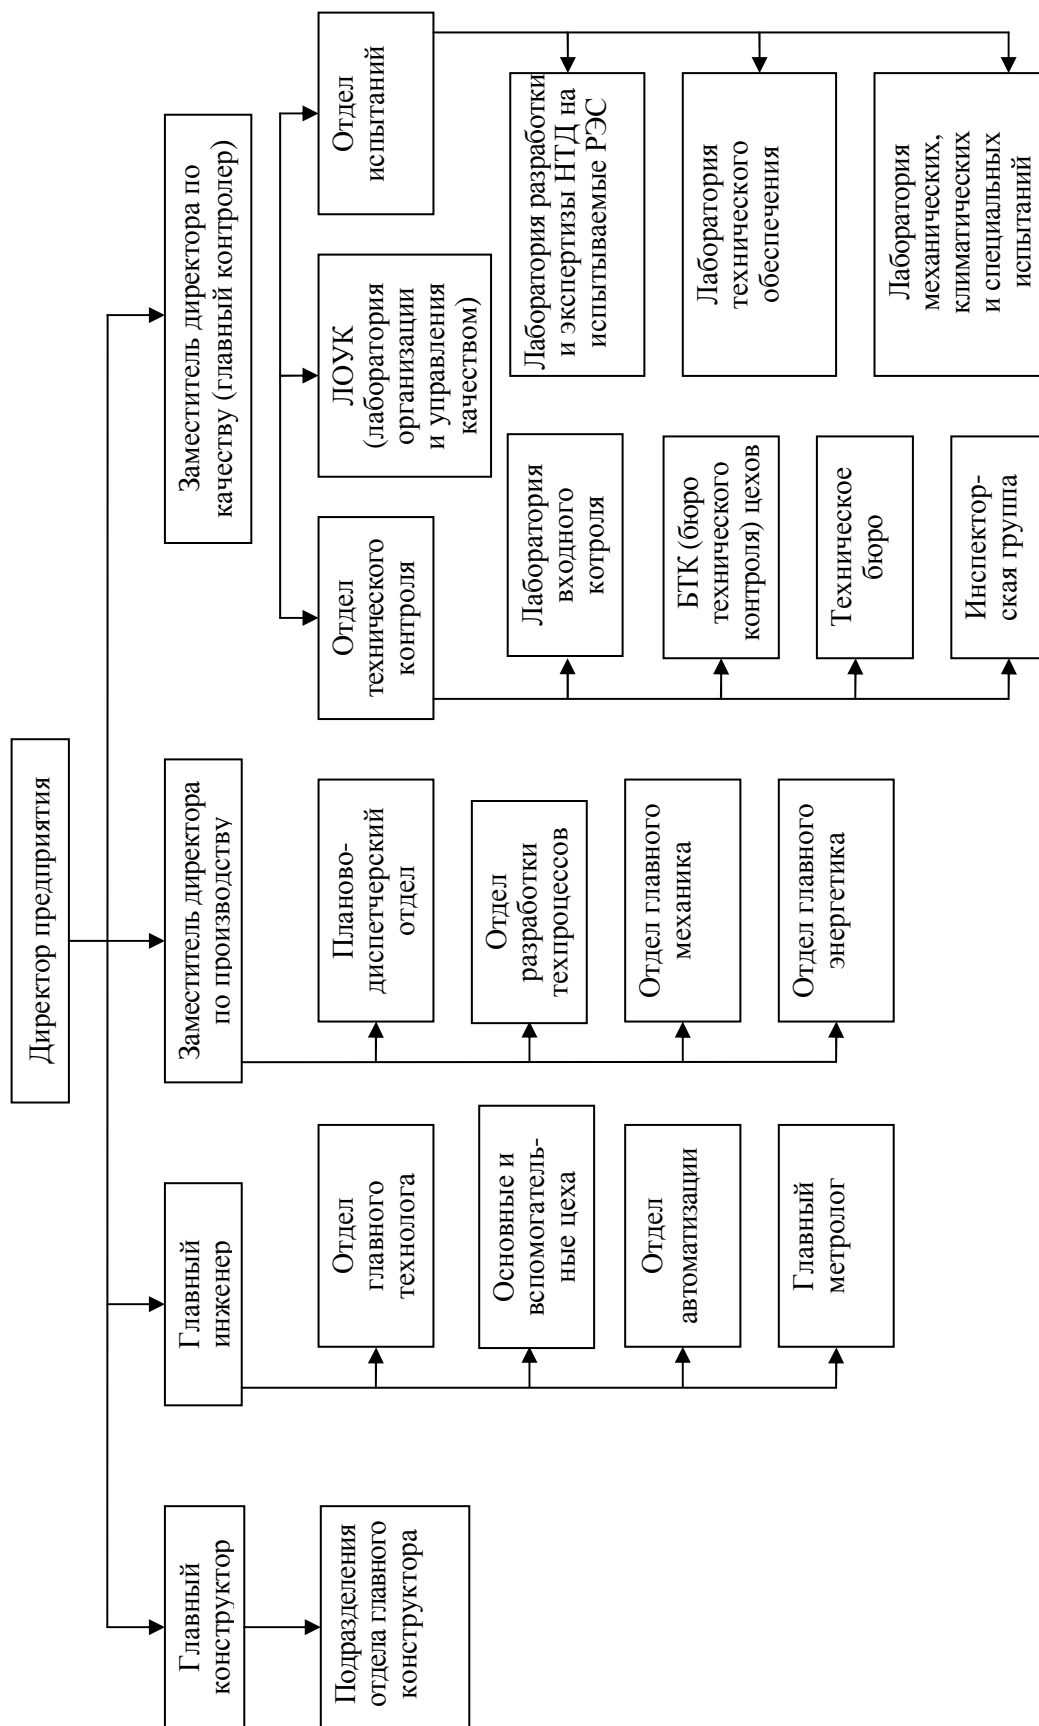 Директор предприятия
Главный
конструктор
Главный
инженер
Заместитель директора
по производству
Заместитель директора по
качеству (главный контролер)
Подразделения
отдела главного
конструктора
Отдел
главного
технолога
Основные и
вспомогатель-
ные цеха
Отдел
автоматизации
Главный
метролог
Планово-
диспетчерский
отдел
Отдел
разработки
техпроцессов
Отдел главного
механика
Отдел главного
энергетика
Отдел
технического
контроля
ЛОУК
(лаборатория
организации
и управления
качеством)
Отдел
испытаний
Лаборатория
входного
котроля
БТК (бюро
технического
контроля) цехов
Техническое
бюро
Инспектор-
ская группа
Лаборатория разработки
и экспертизы НТД на
испытываемые РЭС
Лаборатория
технического
обеспечения
Лаборатория
механических,
климатических
и специальных
испытаний